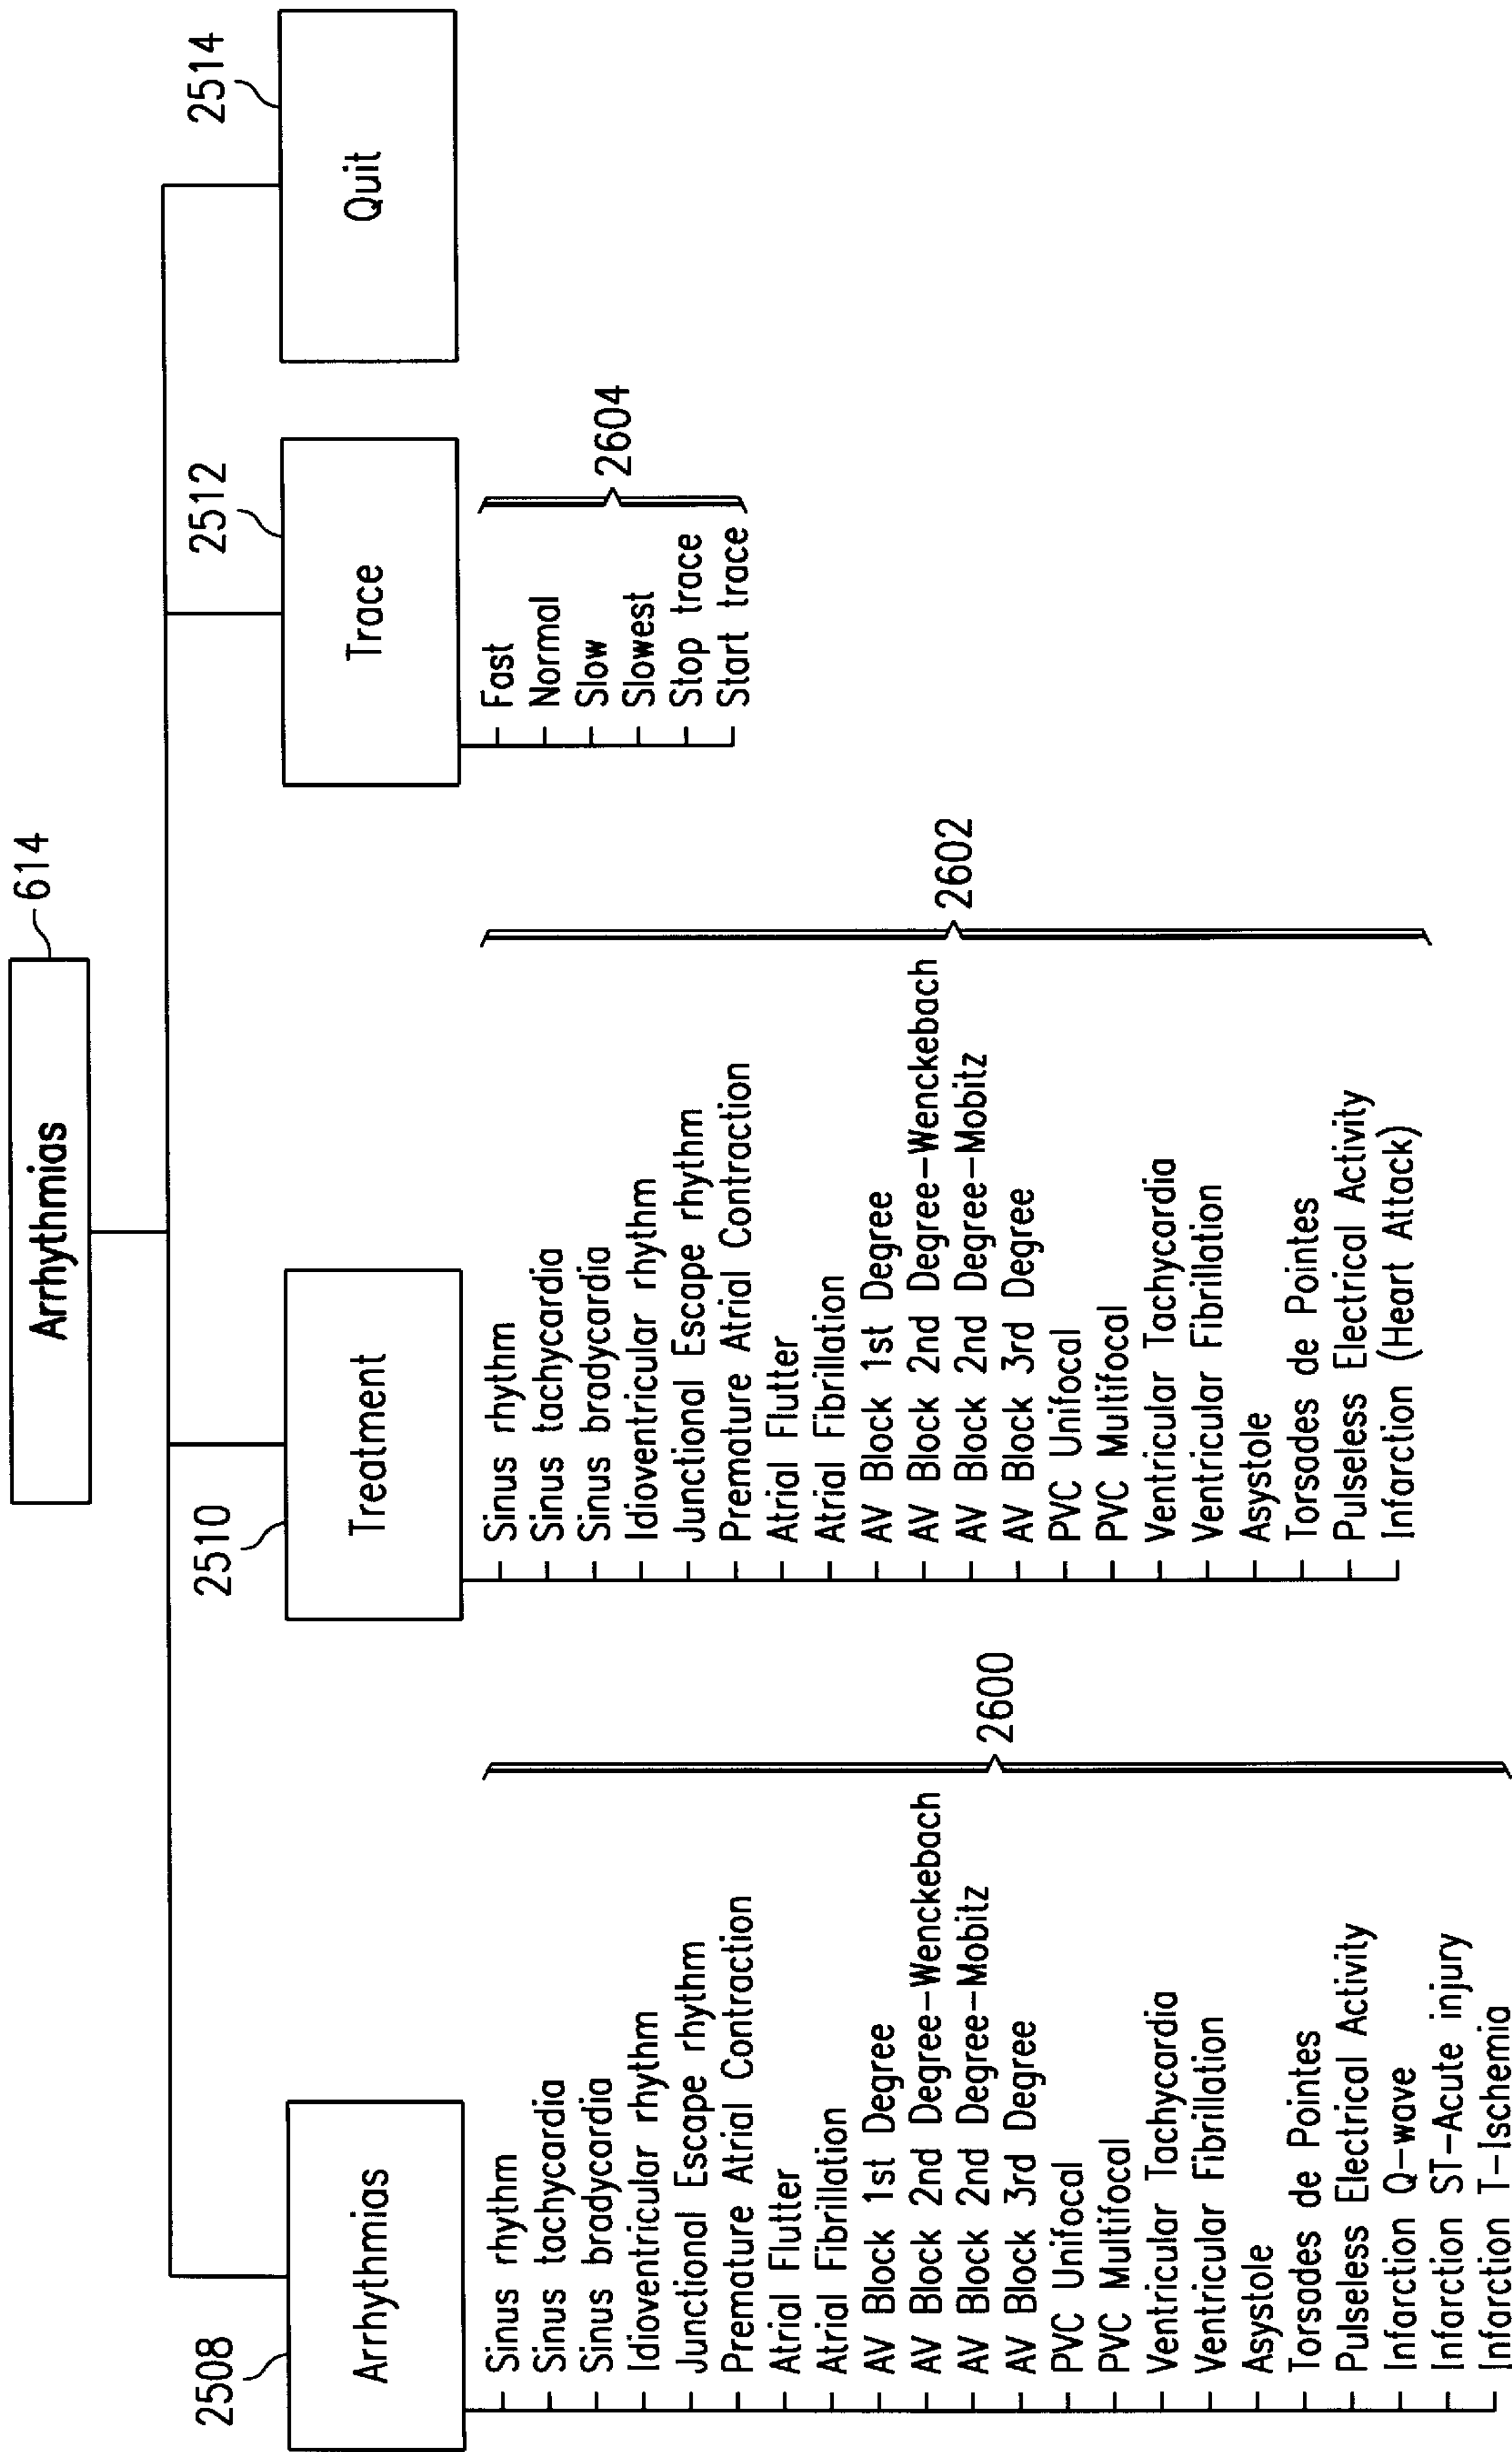 Arrhythmias
614
2508
Arrhythmias
Sinus rhythm
Sinus tachycardia
Sinus bradycardia
Idioventricular rhythm
Junctional Escape rhythm
Premature Atrial Contraction
Atrial Flutter
Atrial Fibrillation
AV Block 1st Degree
AV Block 2nd Degree–Wenckebach
AV Block 2nd Degree–Mobitz
AV Block 3rd Degree
PVC Unifocal
PVC Multifocal
Ventricular Tachycardia
Ventricular Fibrillation
Asystole
Torsades de Pointes
Pulseless Electrical Activity
Infarction Q–wave
Infarction ST–Acute injury
Infarction T–Ischemia
2600
2510
Treatment
Sinus rhythm
Sinus tachycardia
Sinus bradycardia
Idioventricular rhythm
Junctional Escape rhythm
Premature Atrial Contraction
Atrial Flutter
Atrial Fibrillation
AV Block 1st Degree
AV Block 2nd Degree–Wenckebach
AV Block 2nd Degree–Mobitz
AV Block 3rd Degree
PVC Unifocal
PVC Multifocal
Ventricular Tachycardia
Ventricular Fibrillation
Asystole
Torsades de Pointes
Pulseless Electrical Activity
Infarction (Heart Attack)
2602
2512
Trace
Fast
Normal
Slow
Slowest
Stop trace
Start trace
2604
2514
Quit